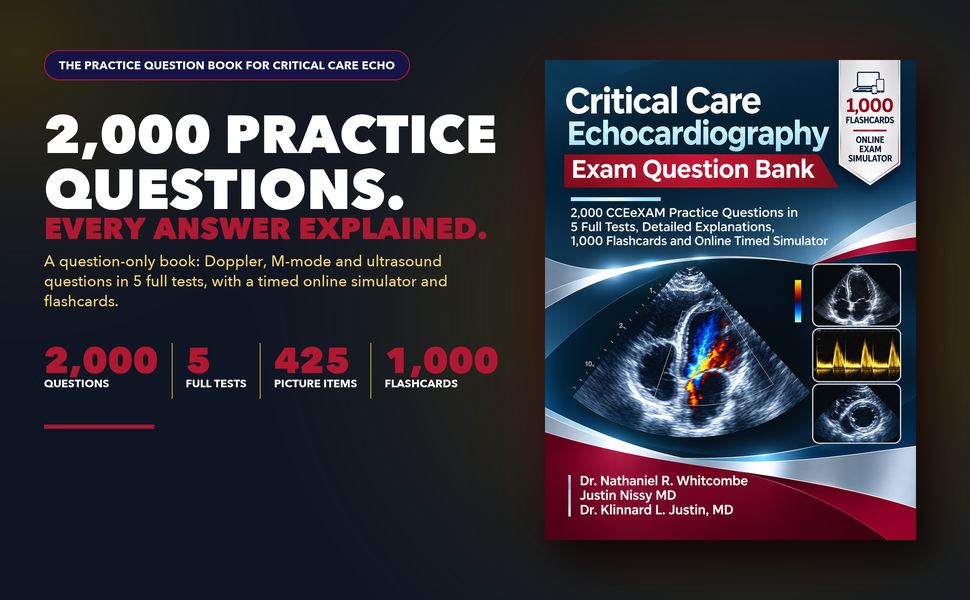 THE PRACTICE QUESTION BOOK FOR CRITICAL CARE ECHO
2,000 PRACTICE
QUESTIONS.
EVERY ANSWER EXPLAINED.
A question-only book: Doppler, M-mode and ultrasound
questions in 5 full tests, with a timed online simulator and
flashcards.
2,000
QUESTIONS
5
FULL TESTS
425
PICTURE ITEMS
1,000
FLASHCARDS
Critical Care
Echocardiography
Exam Question Bank
1,000
FLASHCARDS
ONLINE
EXAM
SIMULATOR
2,000 CCEeXAM Practice Questions in
5 Full Tests, Detailed Explanations,
1,000 Flashcards and Online Timed Simulator
1
3
10
Dr. Nathaniel R. Whitcombe
Justin Nissy MD
Dr. Klinnard L. Justin, MD